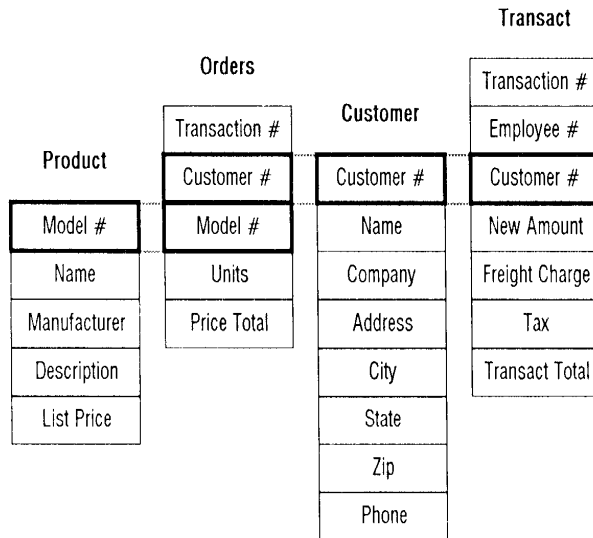 Product
Model #
Name
Manufacturer
Description
List Price
Orders
Transaction #
Customer #
Model #
Units
Price Total
Customer
Customer #
Name
Company
Address
City
State
Zip
Phone
Transact
Transaction #
Employee #
Customer #
New Amount
Freight Charge
Tax
Transact Total